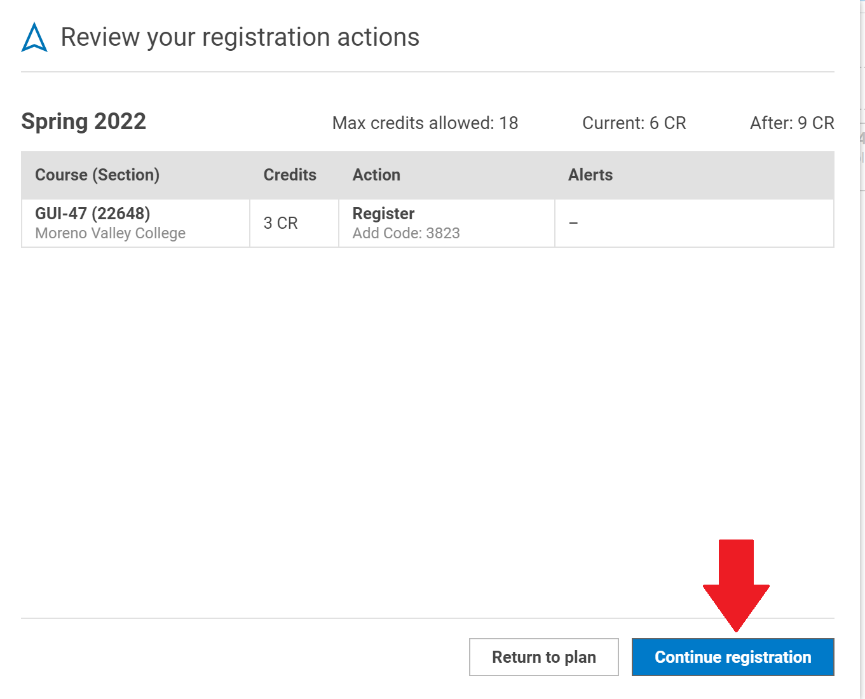 Review your registration actions
Spring 2022 Max credits allowed: 18 Current: 6 CR After: 9 CR
Course (Section) Credits Action Alerts
GUI-47 (22648) 3 CR Register –
Moreno Valley College Add Code: 3823
Return to plan Continue registration